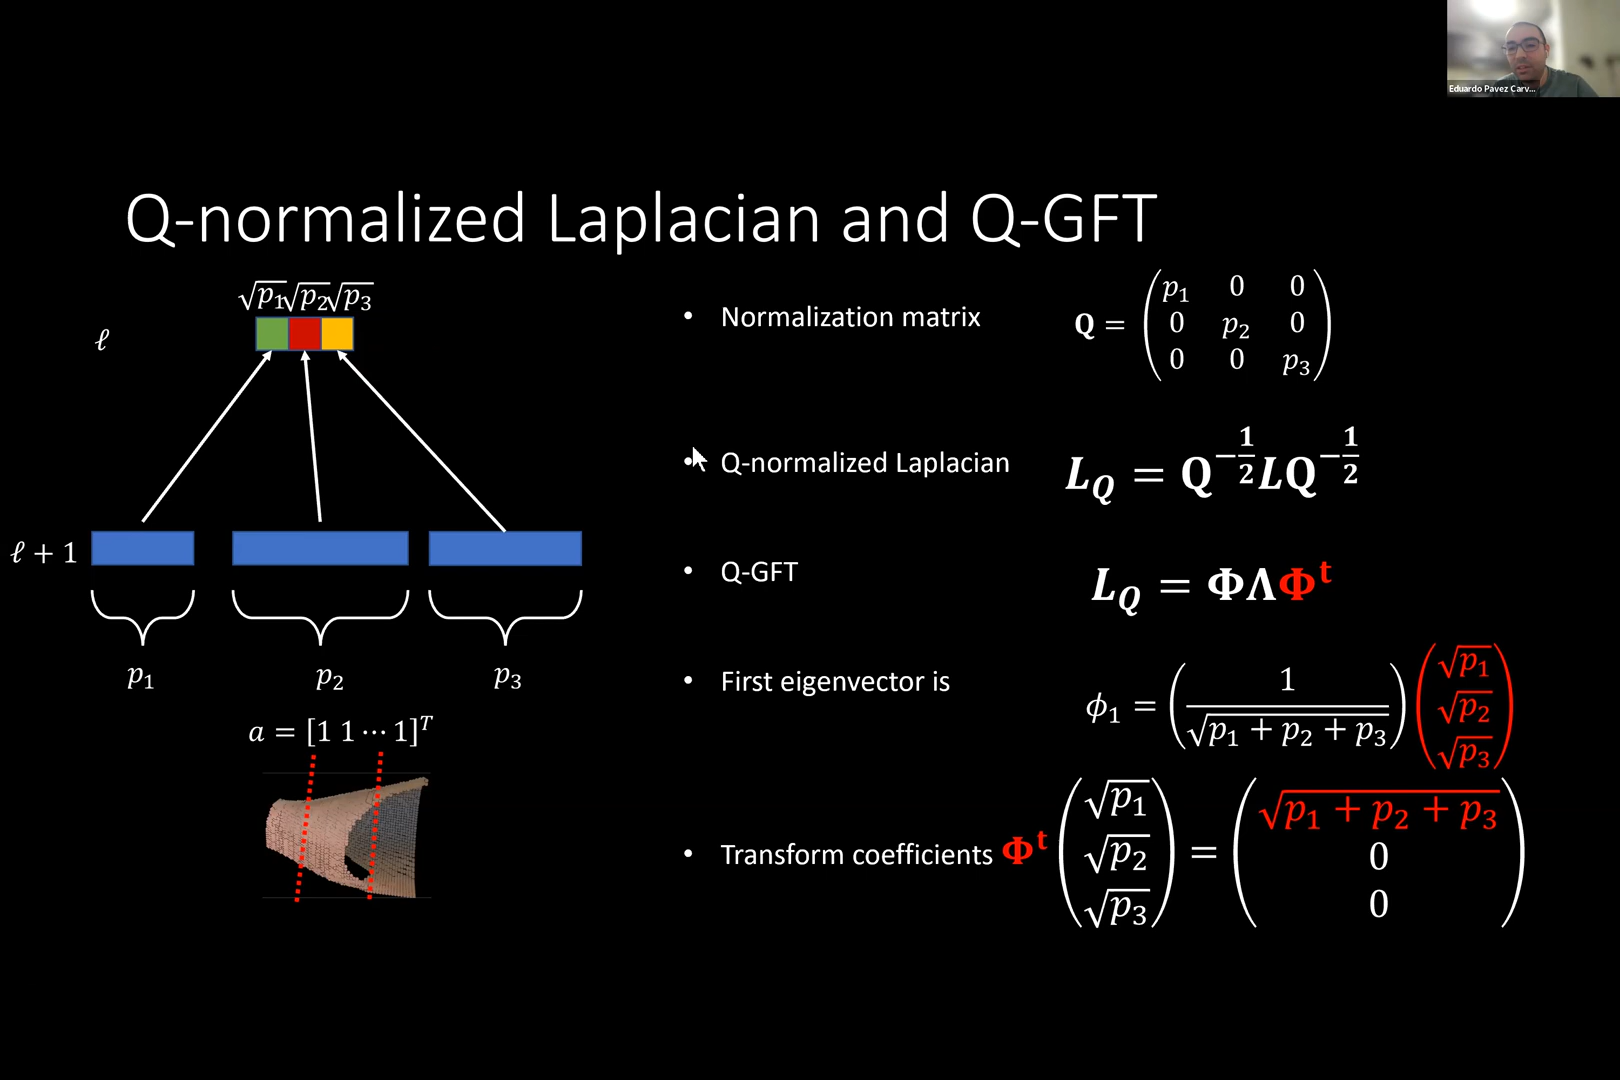 Eduardo Pavez Carv...
Q-normalized Laplacian and Q-GFT
√p₁ √p₂ √p₃
ℓ
ℓ + 1
p₁ p₂ p₃
a = [1 1 ⋯ 1]ᵀ
• Normalization matrix Q =
p₁ 0 0
0 p₂ 0
0 0 p₃
• Q-normalized Laplacian L_Q = Q^(−1/2) L Q^(−1/2)
• Q-GFT L_Q = ΦΛΦᵗ
• First eigenvector is ϕ₁ = (1/√(p₁ + p₂ + p₃)) (√p₁ √p₂ √p₃)
• Transform coefficients Φᵗ (√p₁ √p₂ √p₃) = (√(p₁ + p₂ + p₃) 0 0)